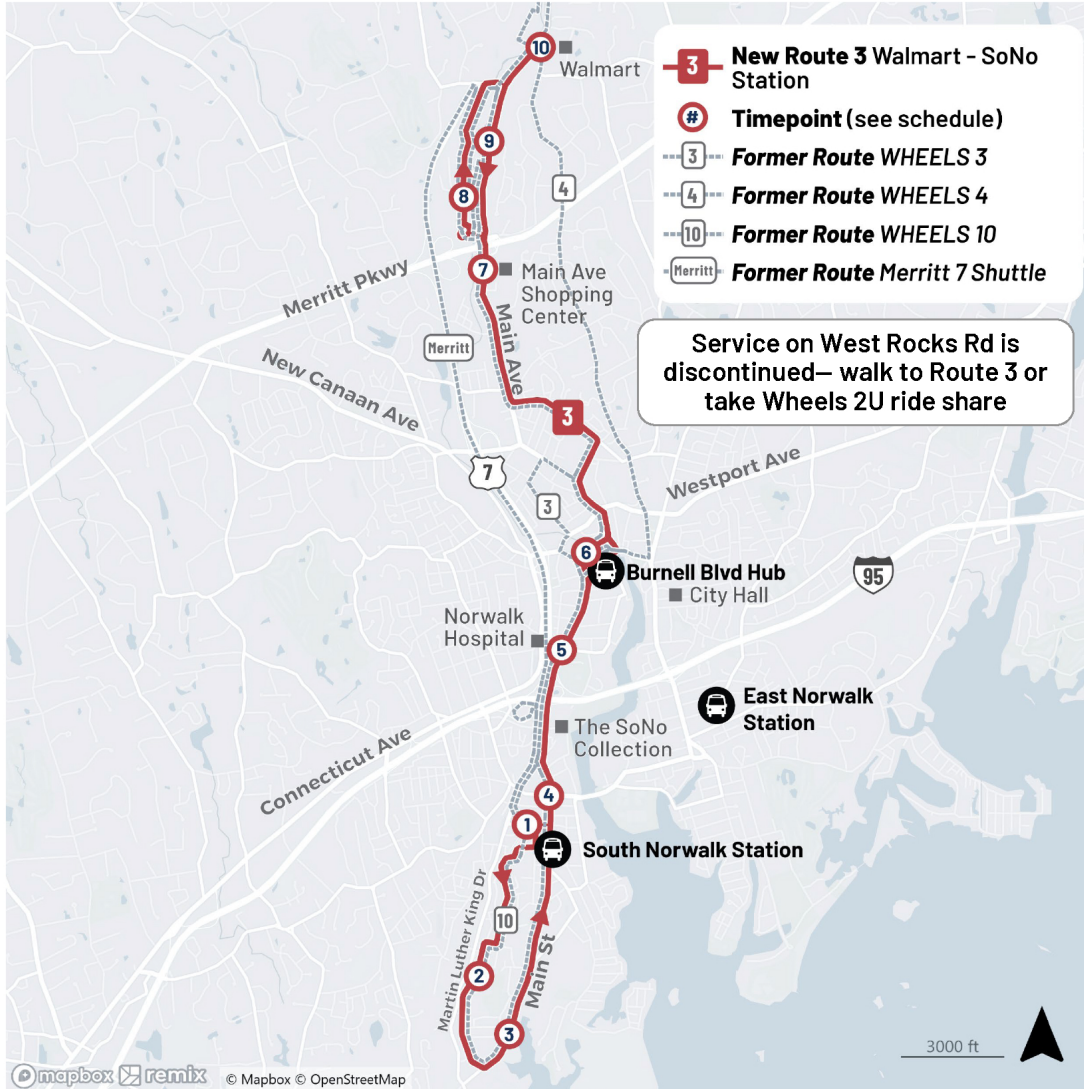 3
New Route 3 Walmart - SoNo
Station
#
Timepoint (see schedule)
3
Former Route WHEELS 3
4
Former Route WHEELS 4
10
Former Route WHEELS 10
Merritt
Former Route Merritt 7 Shuttle
Service on West Rocks Rd is
discontinued— walk to Route 3 or
take Wheels 2U ride share
10
Walmart
9
4
8
Merritt Pkwy
7
Main Ave
Shopping
Center
Main Ave
Merritt
New Canaan Ave
3
7
Westport Ave
3
6
Burnell Blvd Hub
95
City Hall
Norwalk
Hospital
5
East Norwalk
Station
The SoNo
Collection
Connecticut Ave
4
1
South Norwalk Station
Martin Luther King Dr
10
Main St
2
3
3000 ft
mapbox remix © Mapbox © OpenStreetMap